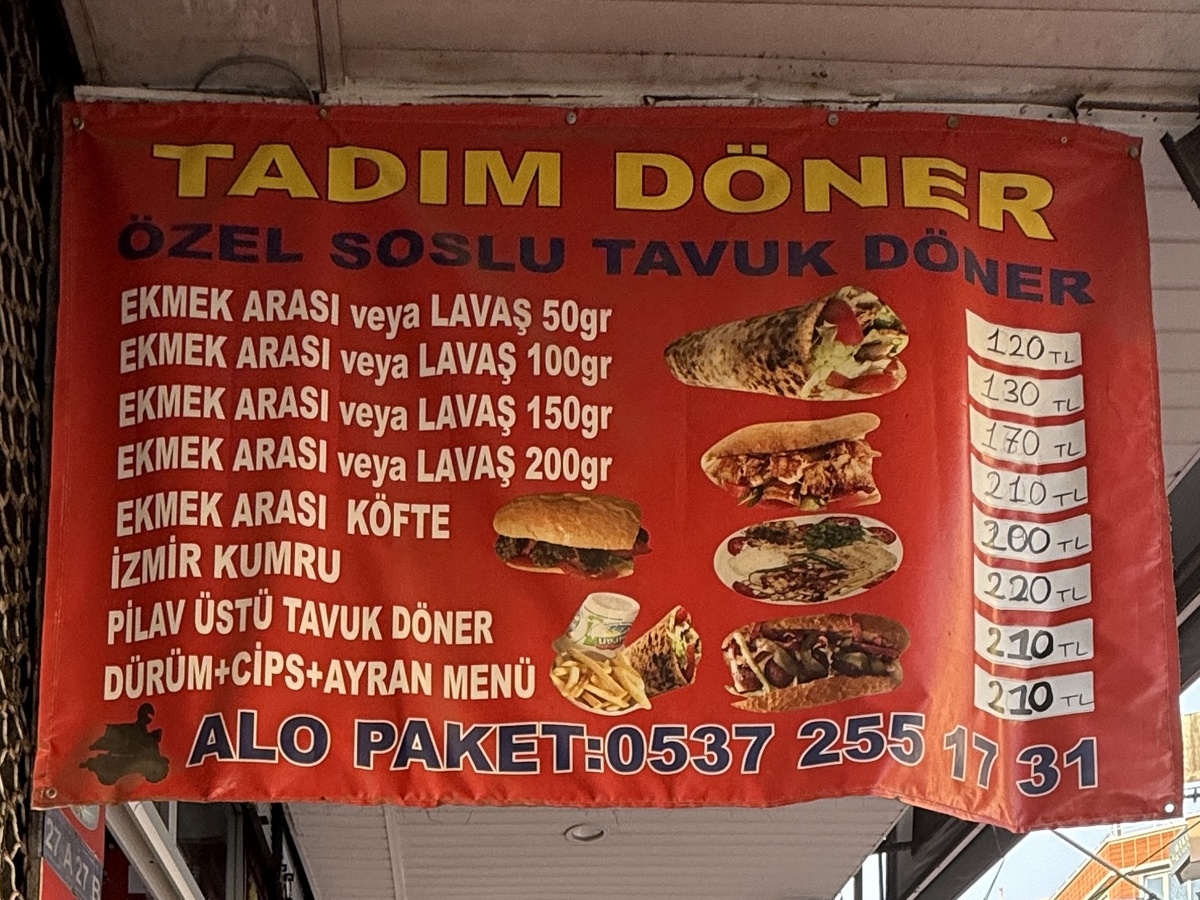 TADIM DÖNER
ÖZEL SOSLU TAVUK DÖNER
EKMEK ARASI veya LAVAŞ 50gr 120 TL
EKMEK ARASI veya LAVAŞ 100gr 130 TL
EKMEK ARASI veya LAVAŞ 150gr 170 TL
EKMEK ARASI veya LAVAŞ 200gr 210 TL
EKMEK ARASI KÖFTE 200 TL
İZMİR KUMRU 220 TL
PİLAV ÜSTÜ TAVUK DÖNER 210 TL
DÜRÜM+CİPS+AYRAN MENÜ 210 TL
ALO PAKET:0537 255 17 31
27 A 27 B